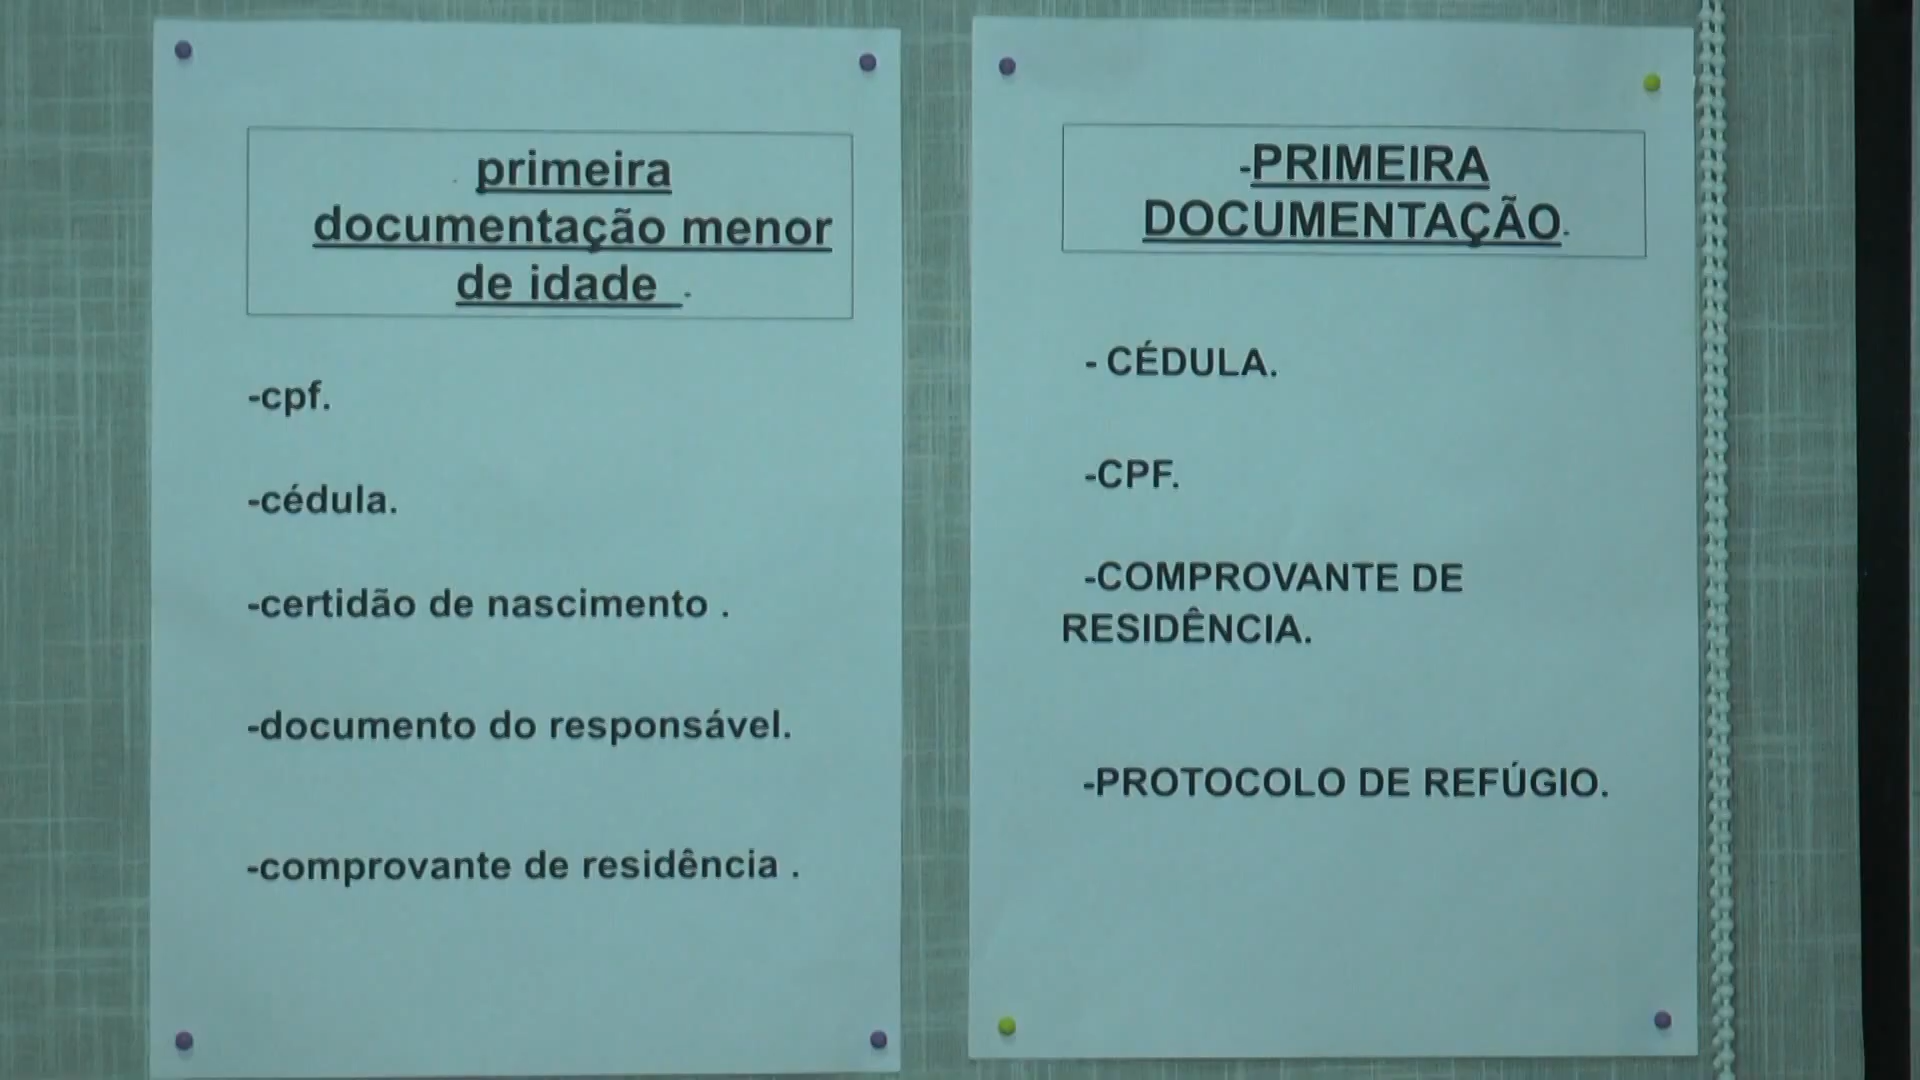 primeira
documentação menor
de idade .
-cpf.
-cédula.
-certidão de nascimento .
-documento do responsável.
-comprovante de residência .
-PRIMEIRA
DOCUMENTAÇÃO.
- CÉDULA.
-CPF.
-COMPROVANTE DE
RESIDÊNCIA.
-PROTOCOLO DE REFÚGIO.